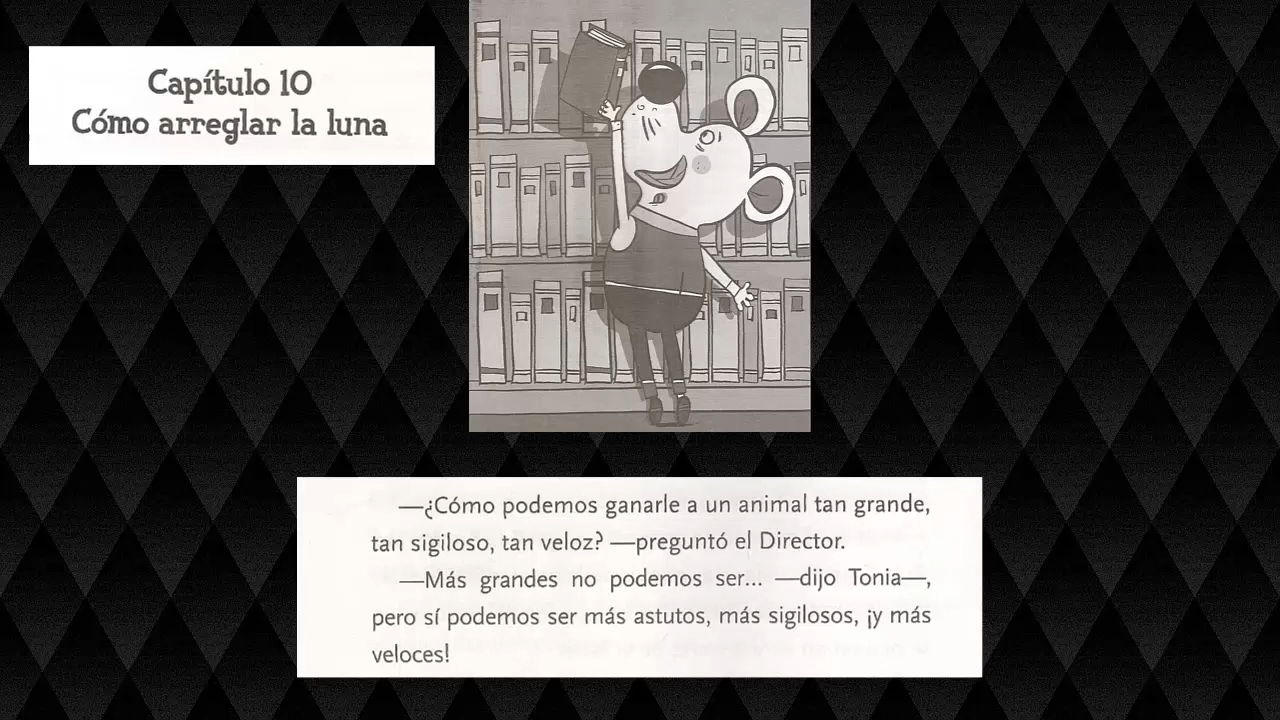 Capítulo 10
Cómo arreglar la luna
—¿Cómo podemos ganarle a un animal tan grande,
tan sigiloso, tan veloz? —preguntó el Director.
—Más grandes no podemos ser... —dijo Tonia—,
pero sí podemos ser más astutos, más sigilosos, ¡y más
veloces!